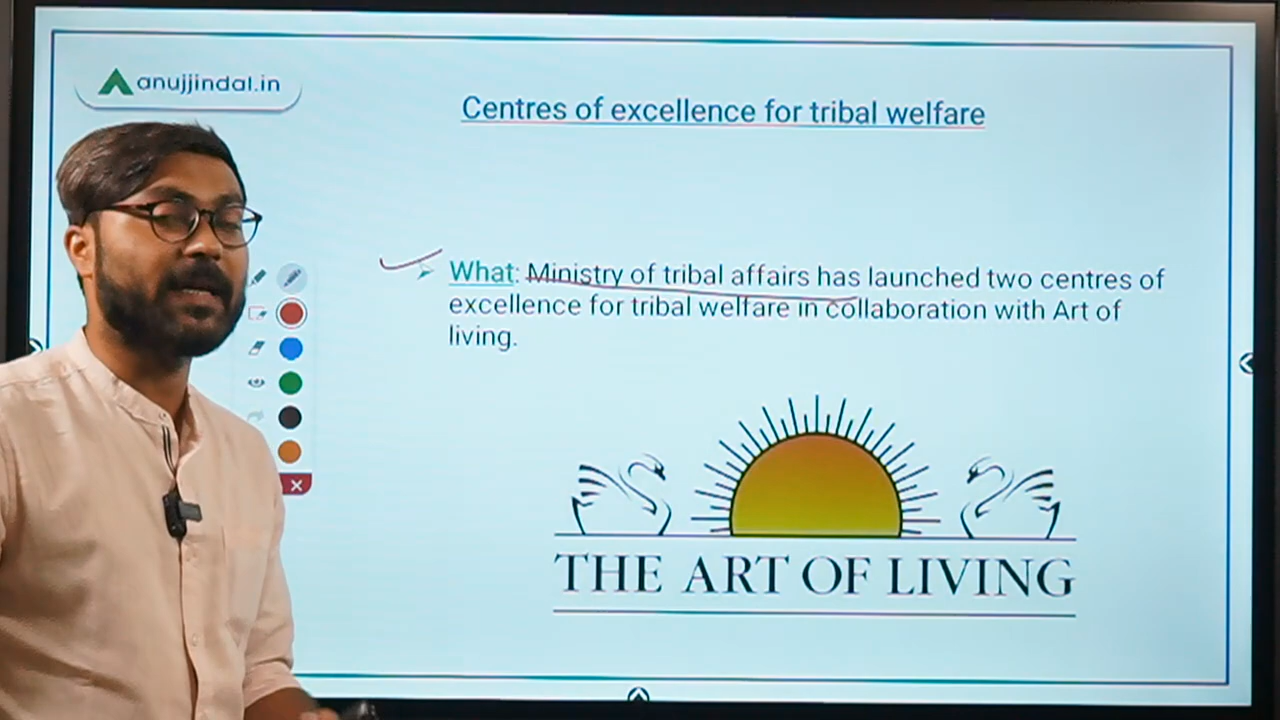 anujjindal.in
Centres of excellence for tribal welfare
What: Ministry of tribal affairs has launched two centres of
excellence for tribal welfare in collaboration with Art of
living.
THE ART OF LIVING